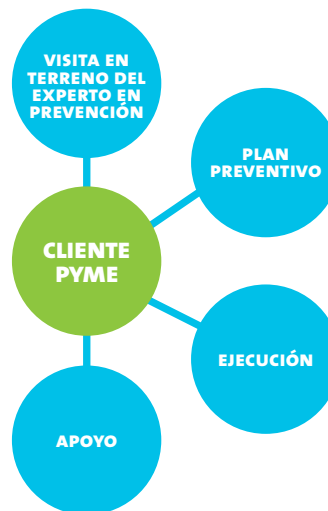 VISITA EN
TERRENO DEL
EXPERTO EN
PREVENCIÓN
PLAN
PREVENTIVO
CLIENTE
PYME
EJECUCIÓN
APOYO